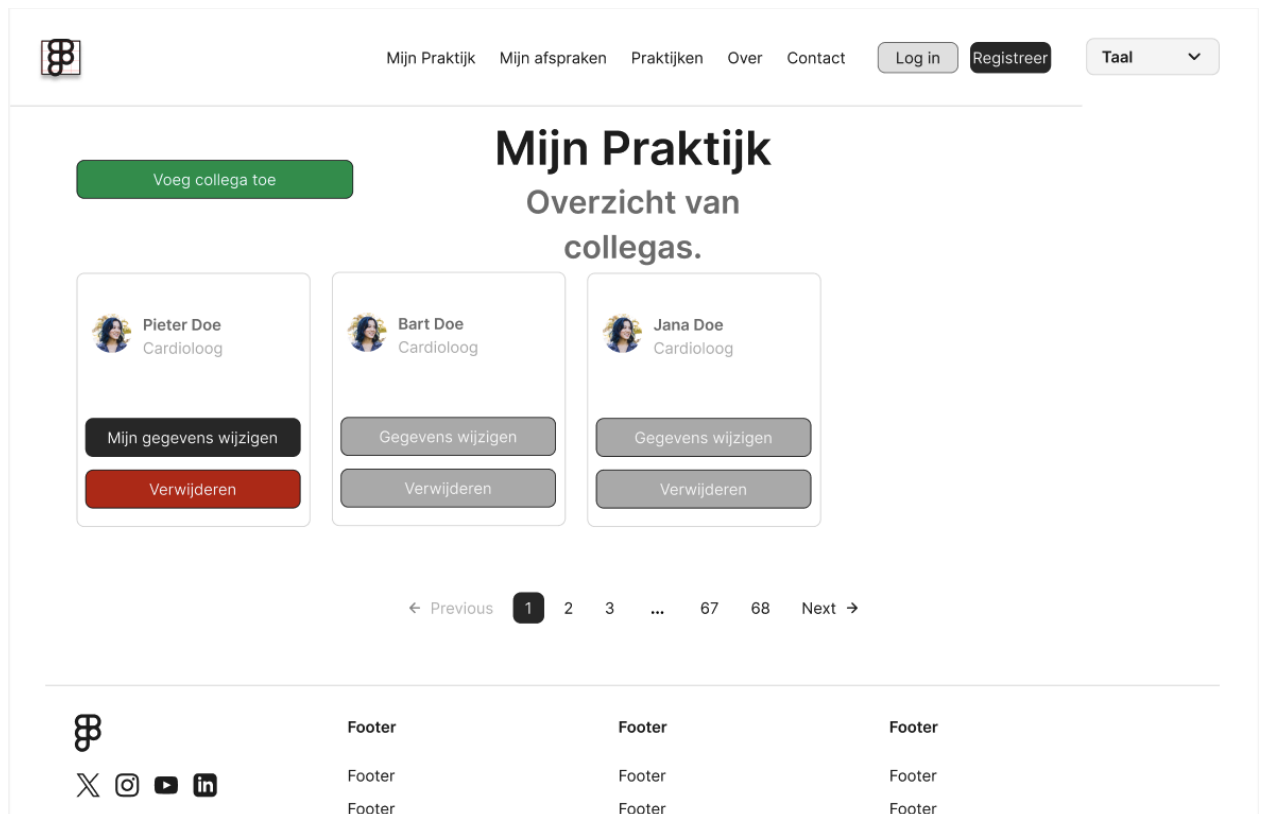 Mijn Praktijk Mijn afspraken Praktijken Over Contact Log in Registreer Taal
Mijn Praktijk
Voeg collega toe
Overzicht van
collegas.
Pieter Doe
Cardioloog
Mijn gegevens wijzigen
Verwijderen
Bart Doe
Cardioloog
Gegevens wijzigen
Verwijderen
Jana Doe
Cardioloog
Gegevens wijzigen
Verwijderen
← Previous 1 2 3 ... 67 68 Next →
Footer Footer Footer
Footer Footer Footer
Footer Footer Footer